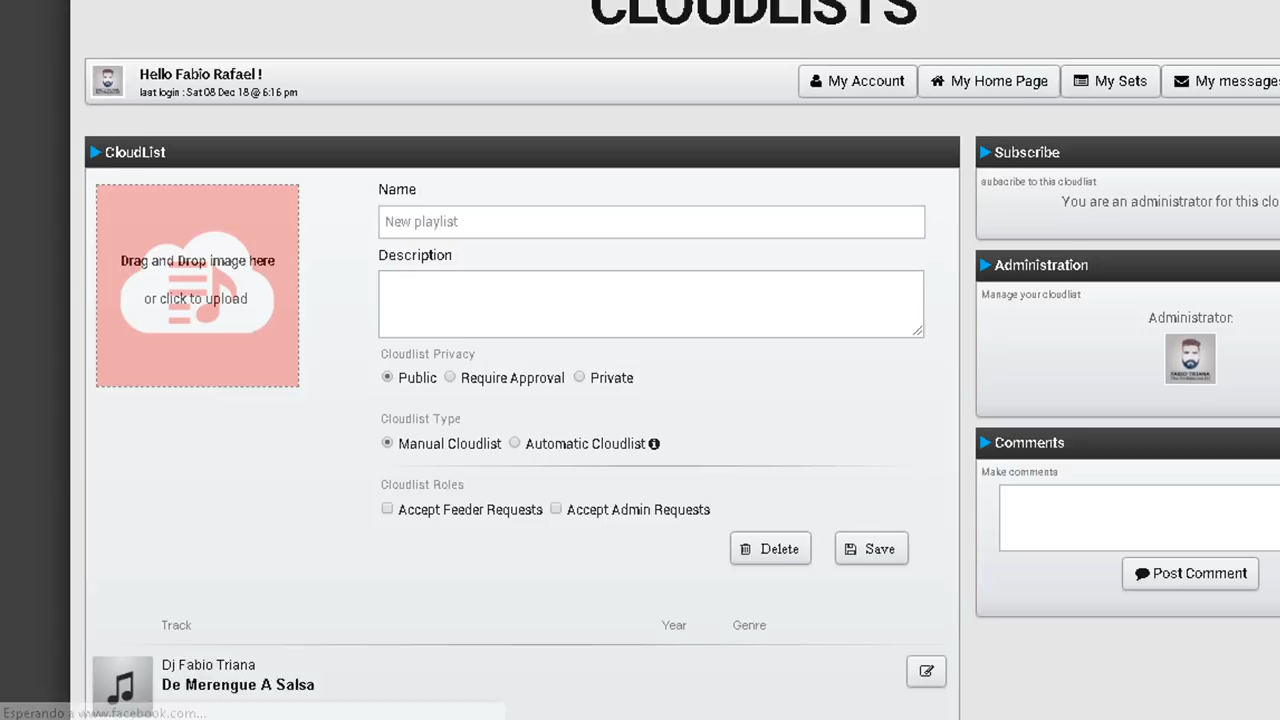 CLOUDLISTS
Hello Fabio Rafael !
last login : Sat 08 Dec 18 @ 6:16 pm
My Account
My Home Page
My Sets
My messages
CloudList
Drag and Drop image here
or click to upload
Name
New playlist
Description
Cloudlist Privacy
Public
Require Approval
Private
Cloudlist Type
Manual Cloudlist
Automatic Cloudlist
Cloudlist Roles
Accept Feeder Requests
Accept Admin Requests
Delete
Save
Track
Year
Genre
Dj Fabio Triana
De Merengue A Salsa
Subscribe
subscribe to this cloudlist
You are an administrator for this clo
Administration
Manage your cloudlist
Administrator:
FABIO TRIANA
Comments
Make comments
Post Comment
Esperando a www.facebook.com...